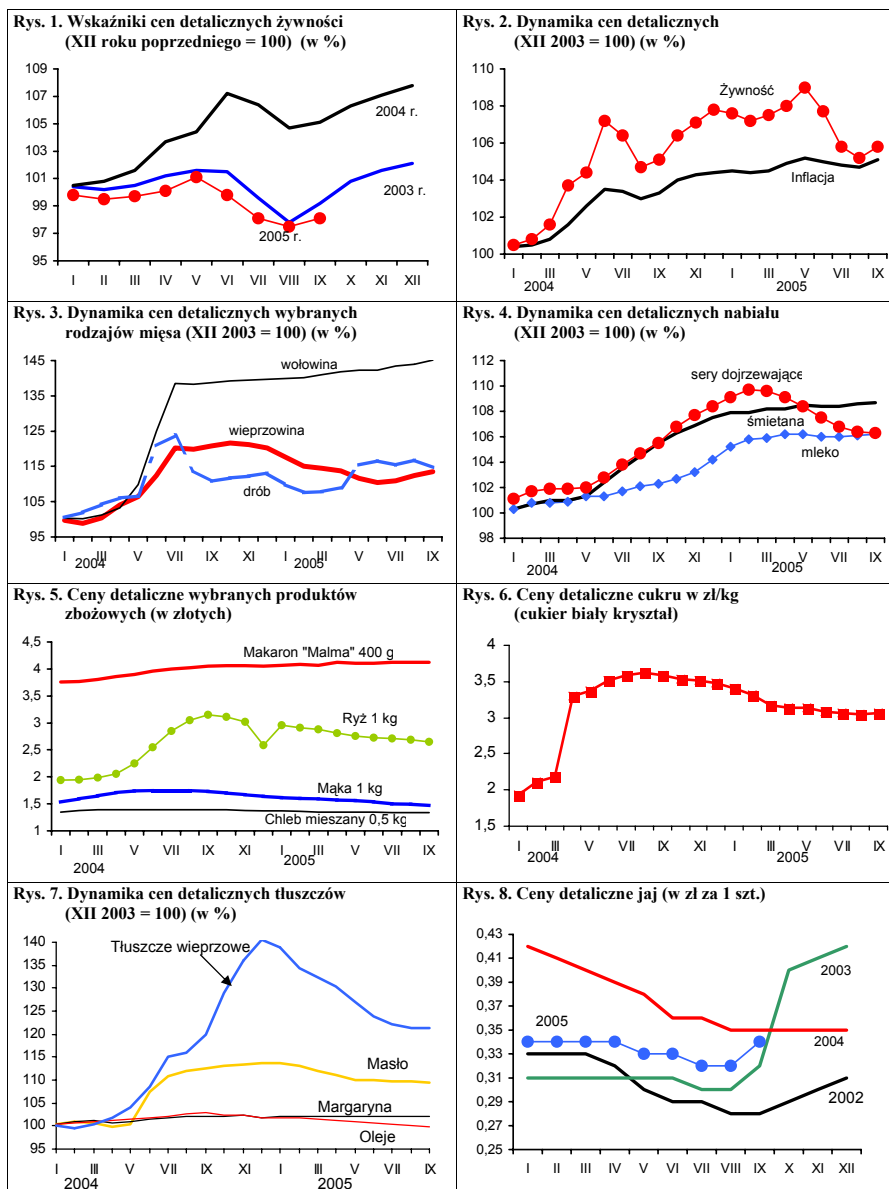 Rys. 1. Wskaźniki cen detalicznych żywności
(XII roku poprzedniego = 100) (w %)
109
107
105
103
101
99
97
95
2004 r.
2003 r.
2005 r.
I II III IV V VI VII VIII IX X XI XII
Rys. 2. Dynamika cen detalicznych
(XII 2003 = 100) (w %)
110
108
106
104
102
100
Żywność
Inflacja
I III V VII IX XI I III V VII IX
2004 2005
Rys. 3. Dynamika cen detalicznych wybranych
rodzajów mięsa (XII 2003 = 100) (w %)
145
135
125
115
105
95
wołowina
wieprzowina
drób
I III V VII IX XI I III V VII IX
2004 2005
Rys. 4. Dynamika cen detalicznych nabiału
(XII 2003 = 100) (w %)
112
110
108
106
104
102
100
98
sery dojrzewające
śmietana
mleko
I III V VII IX XI I III V VII IX
2004 2005
Rys. 5. Ceny detaliczne wybranych produktów
zbożowych (w złotych)
4,5
4
3,5
3
2,5
2
1,5
1
Makaron "Malma" 400 g
Ryż 1 kg
Mąka 1 kg
Chleb mieszany 0,5 kg
I III V VII IX XI I III V VII IX
2004 2005
Rys. 6. Ceny detaliczne cukru w zł/kg
(cukier biały kryształ)
4
3,5
3
2,5
2
1,5
I III V VII IX XI I III V VII IX
2004 2005
Rys. 7. Dynamika cen detalicznych tłuszczów
(XII 2003 = 100) (w %)
140
130
120
110
100
95
Tłuszcze wieprzowe
Masło
Margaryna
Oleje
I III V VII IX XI I III V VII IX
2004 2005
Rys. 8. Ceny detaliczne jaj (w zł za 1 szt.)
0,43
0,41
0,39
0,37
0,35
0,33
0,31
0,29
0,27
0,25
2003
2005
2004
2002
I II III IV V VI VII VIII IX X XI XII